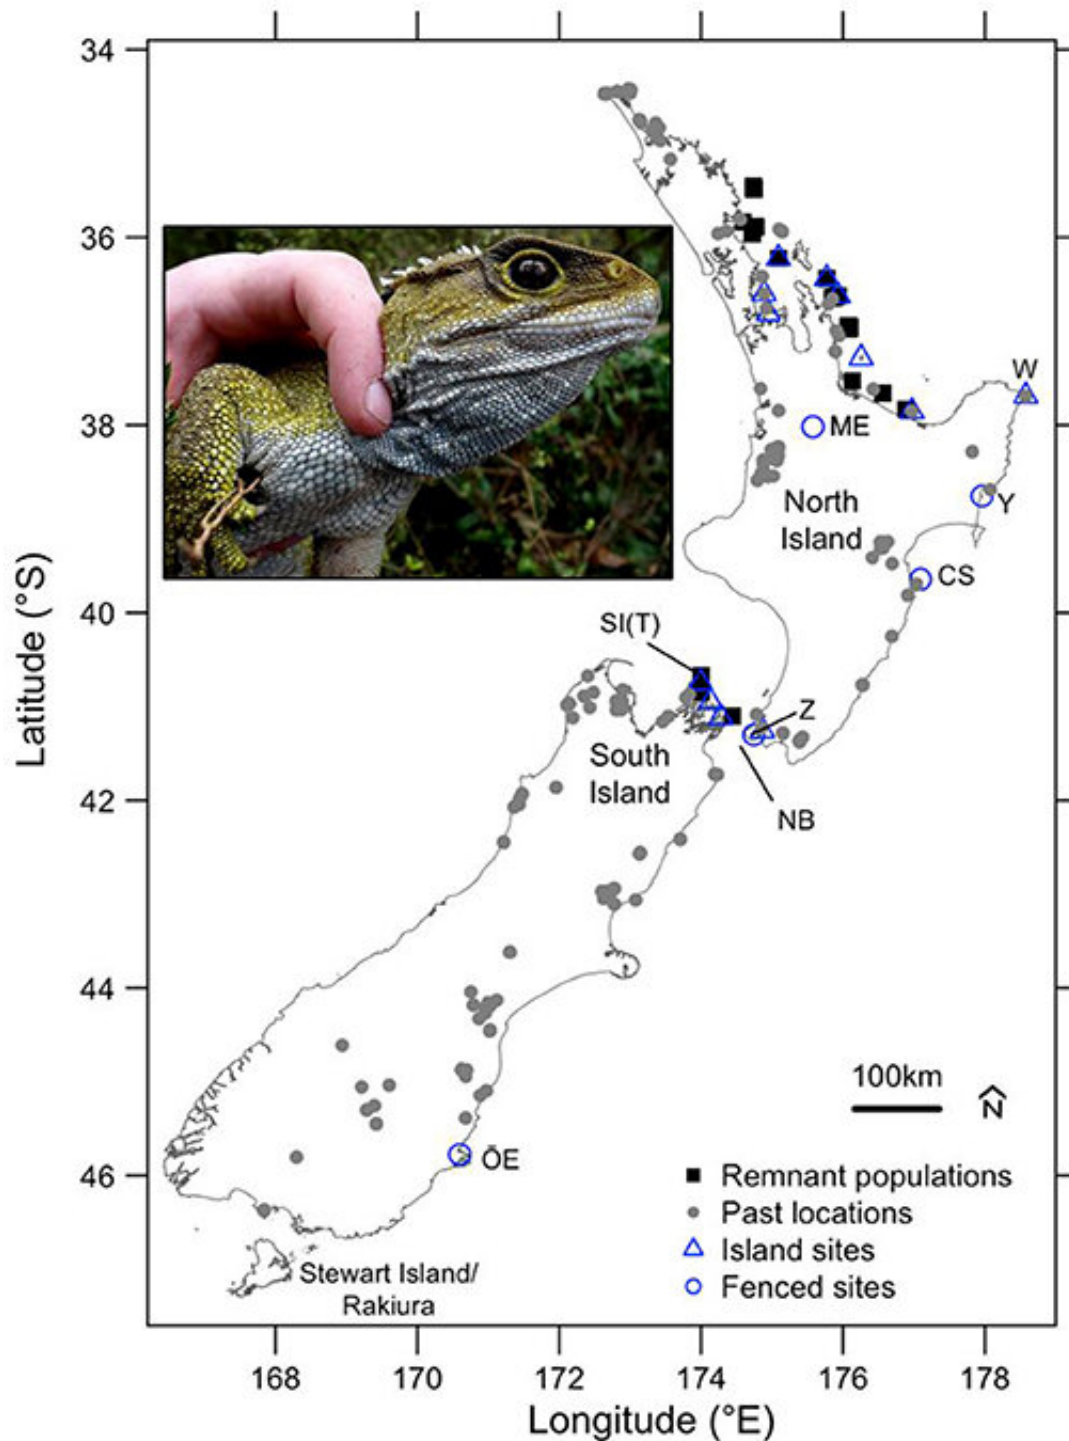 34
36
38
40
42
44
46
Latitude (°S)
W
ME
North
Island
Y
CS
SI(T)
Z
South
Island
NB
100km
N
ŌE
Remnant populations
Past locations
Island sites
Fenced sites
Stewart Island/
Rakiura
168
170
172
174
176
178
Longitude (°E)